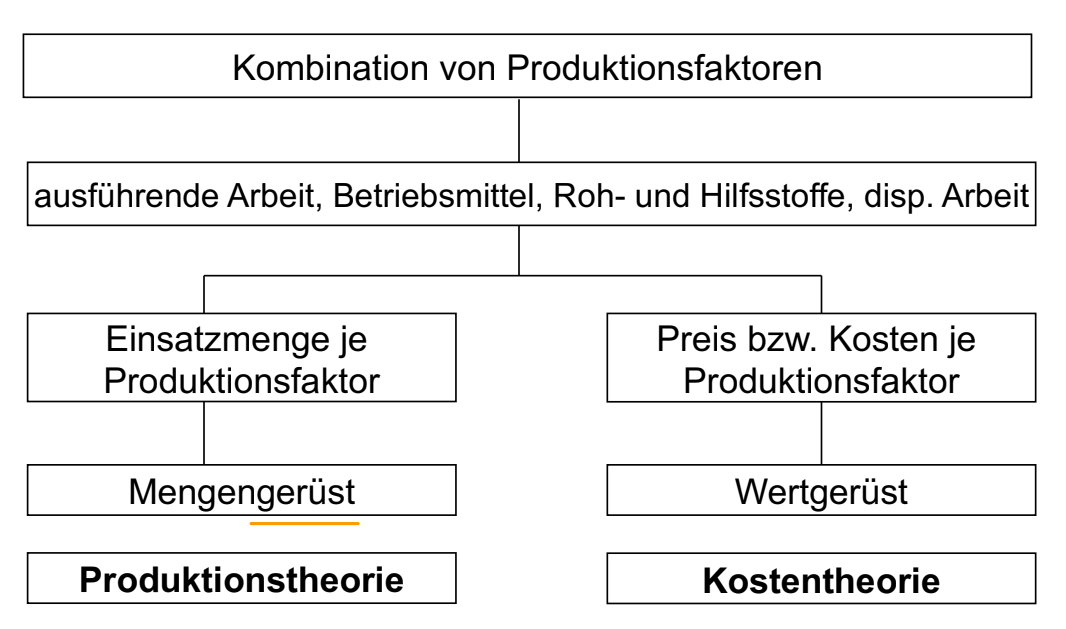 Kombination von Produktionsfaktoren
ausführende Arbeit, Betriebsmittel, Roh- und Hilfsstoffe, disp. Arbeit
Einsatzmenge je
Produktionsfaktor
Preis bzw. Kosten je
Produktionsfaktor
Mengengerüst
Wertgerüst
Produktionstheorie
Kostentheorie